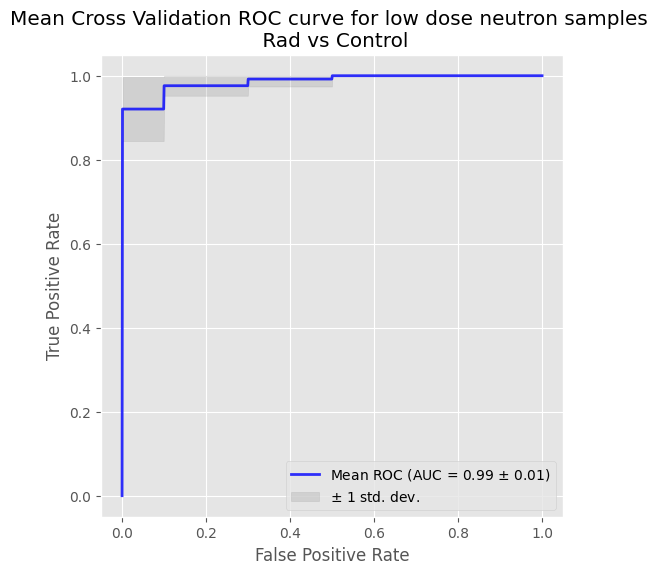 Mean Cross Validation ROC curve for low dose neutron samples
Rad vs Control
1.0
0.8
0.6
0.4
0.2
0.0
True Positive Rate
Mean ROC (AUC = 0.99 ± 0.01)
± 1 std. dev.
0.0 0.2 0.4 0.6 0.8 1.0
False Positive Rate